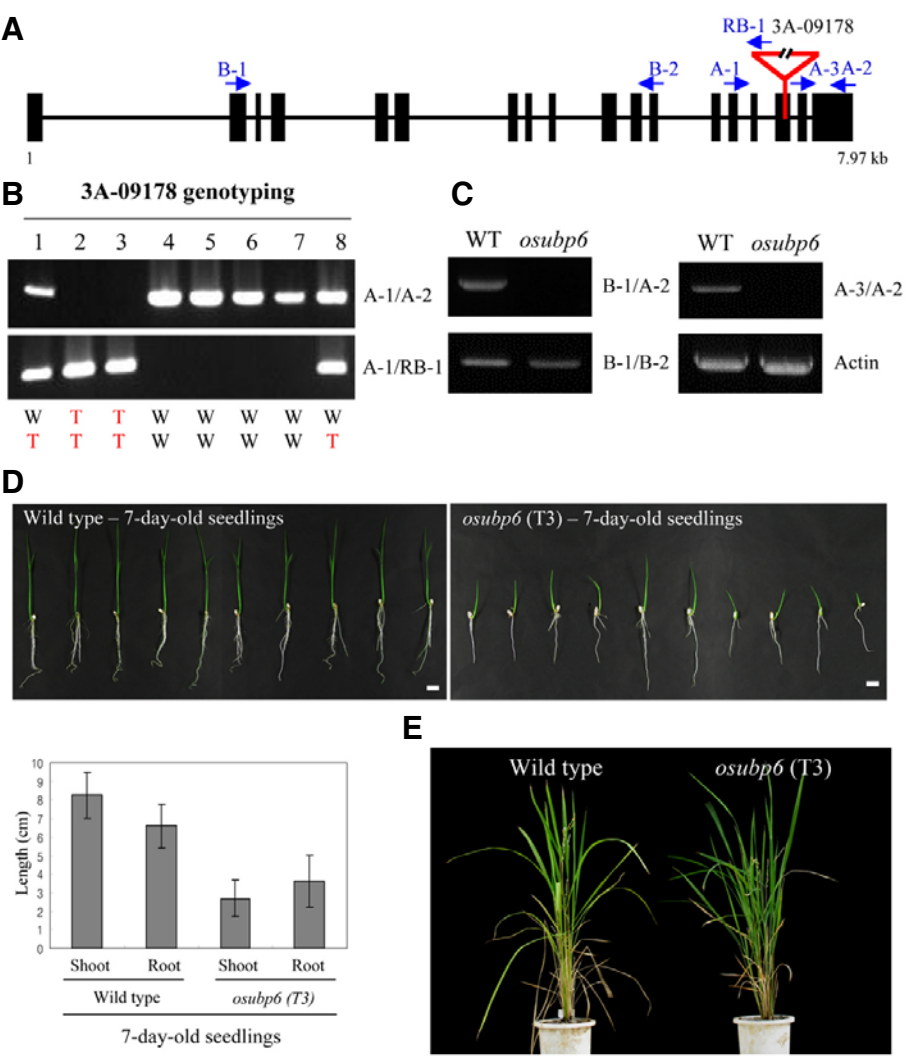 A
RB-1 3A-09178
B-1 B-2 A-1 A-3 A-2
1 7.97 kb
B
3A-09178 genotyping
1 2 3 4 5 6 7 8
A-1/A-2
A-1/RB-1
W T T W W W W W
T T T W W W W T
C
WT osubp6
B-1/A-2
B-1/B-2
WT osubp6
A-3/A-2
Actin
D
Wild type – 7-day-old seedlings
osubp6 (T3) – 7-day-old seedlings
Length (cm)
10
9
8
7
6
5
4
3
2
1
0
Shoot Root Shoot Root
Wild type osubp6 (T3)
7-day-old seedlings
E
Wild type osubp6 (T3)